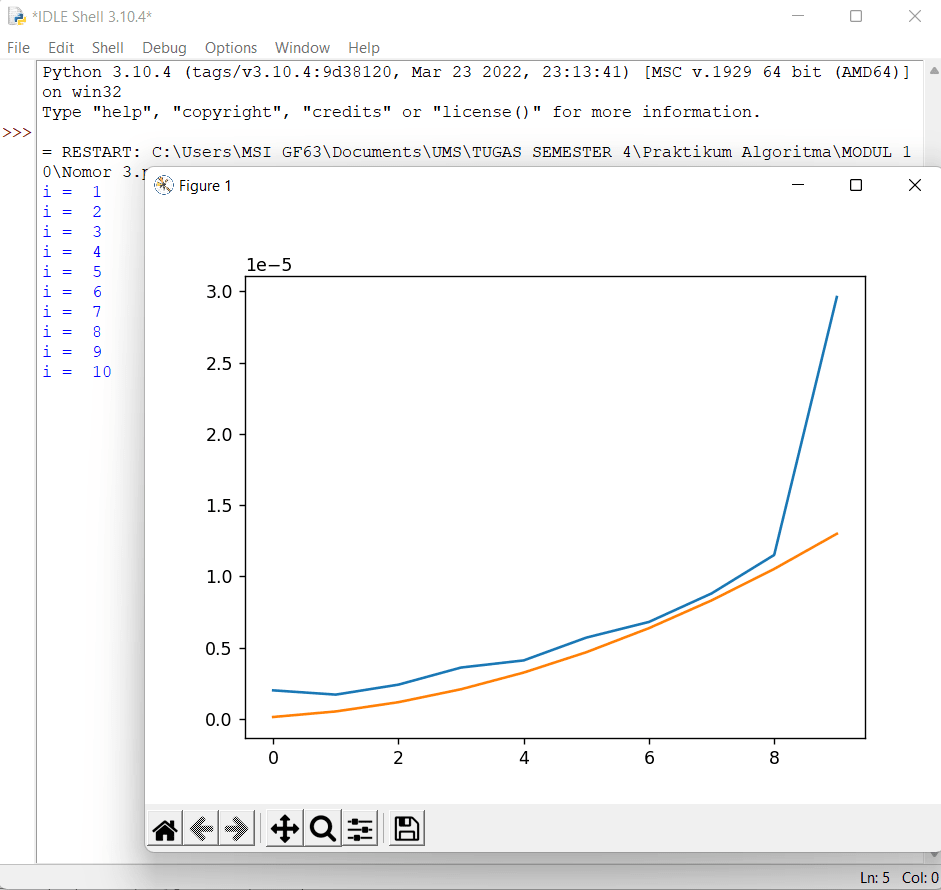 *IDLE Shell 3.10.4*
File Edit Shell Debug Options Window Help
Python 3.10.4 (tags/v3.10.4:9d38120, Mar 23 2022, 23:13:41) [MSC v.1929 64 bit (AMD64)]
on win32
Type "help", "copyright", "credits" or "license()" for more information.
>>>
= RESTART: C:\Users\MSI GF63\Documents\UMS\TUGAS SEMESTER 4\Praktikum Algoritma\MODUL 1
0\Nomor 3.p
i = 1
i = 2
i = 3
i = 4
i = 5
i = 6
i = 7
i = 8
i = 9
i = 10
Figure 1
1e−5
3.0
2.5
2.0
1.5
1.0
0.5
0.0
0 2 4 6 8
Ln: 5 Col: 0